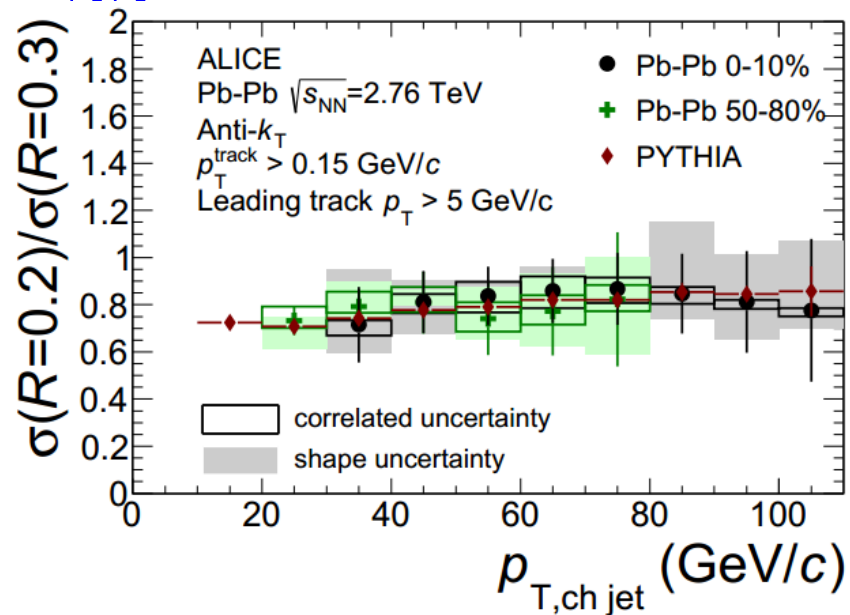 σ(R=0.2)/σ(R=0.3)
2
1.8
1.6
1.4
1.2
1
0.8
0.6
0.4
0.2
0
ALICE
Pb-Pb √s_NN=2.76 TeV
Anti-k_T
p_T^track > 0.15 GeV/c
Leading track p_T > 5 GeV/c
Pb-Pb 0-10%
Pb-Pb 50-80%
PYTHIA
correlated uncertainty
shape uncertainty
0 20 40 60 80 100
p_T,ch jet (GeV/c)